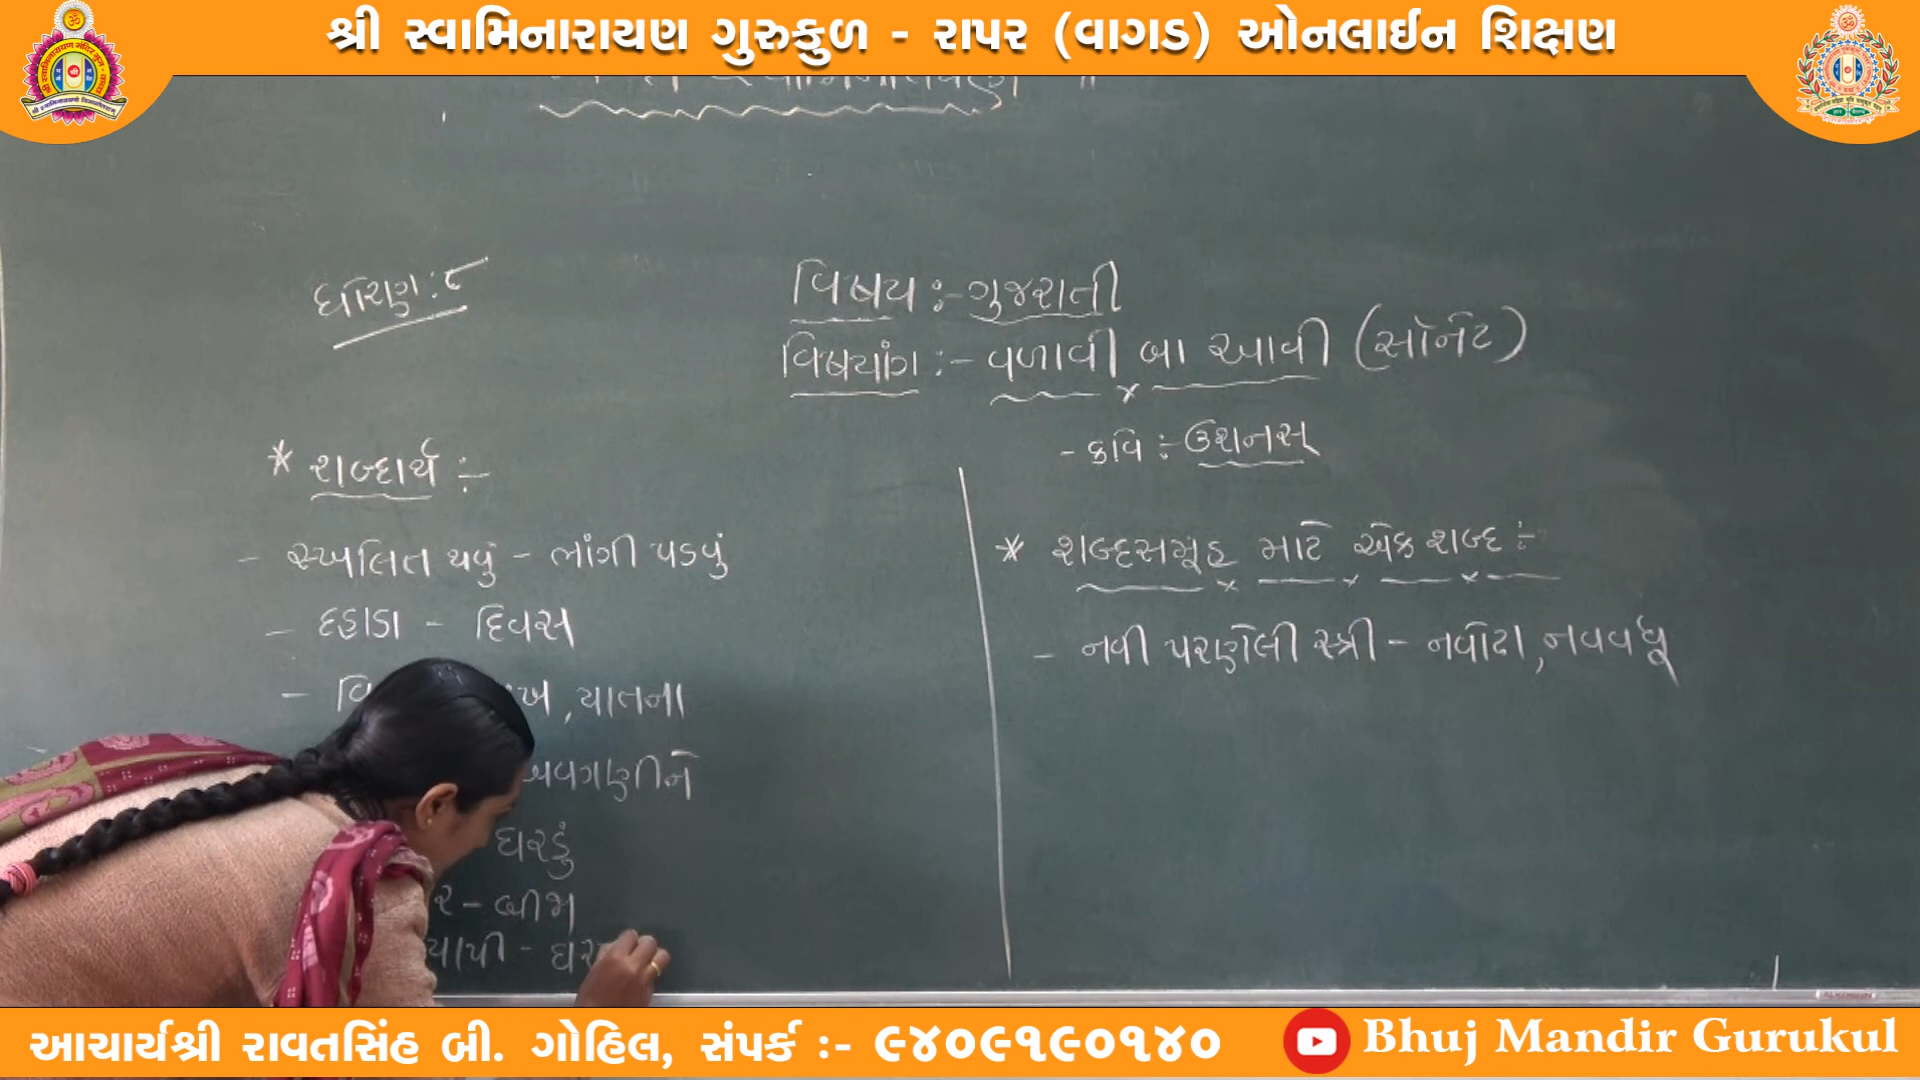 શ્રી સ્વામિનારાયણ ગુરુકુળ - રાપર (વાગડ) ઓનલાઈન શિક્ષણ
ધોરણ : ૮
વિષય :- ગુજરાતી
વિષયાંગ :- વળાવી બા આવી (સૉનેટ)
- કવિ :- ઉશનસ્
* શબ્દાર્થ :-
- સ્ખલિત થવું - ભાંગી પડવું
- દહાડા - દિવસ
- વિ , યાતના
અવગણીને
ઘરડું
- બીજા
* શબ્દસમૂહ માટે એક શબ્દ :-
- નવી પરણેલી સ્ત્રી - નવોઢા, નવવધૂ
આચાર્યશ્રી રાવતસિંહ બી. ગોહિલ, સંપર્ક :- ૯૪૦૯૧૯૦૧૪૦
Bhuj Mandir Gurukul